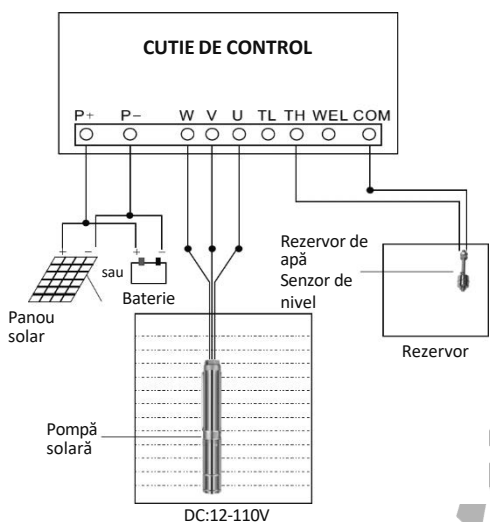 CUTIE DE CONTROL
P+ P− W V U TL TH WEL COM
+ − + −
sau
Baterie
Panou
solar
Rezervor de
apă
Senzor de
nivel
Rezervor
Pompă
solară
DC:12-110V